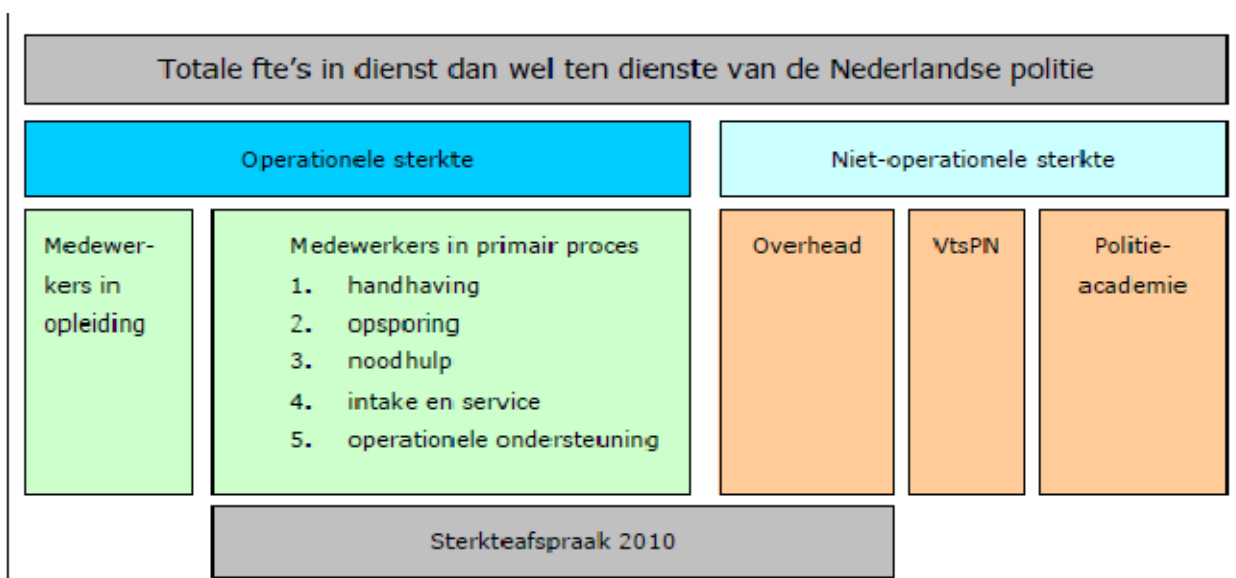 Totale fte's in dienst dan wel ten dienste van de Nederlandse politie
Operationele sterkte
Niet-operationele sterkte
Medewer-
kers in
opleiding
Medewerkers in primair proces
1. handhaving
2. opsporing
3. noodhulp
4. intake en service
5. operationele ondersteuning
Overhead
VtsPN
Politie-
academie
Sterkteafspraak 2010